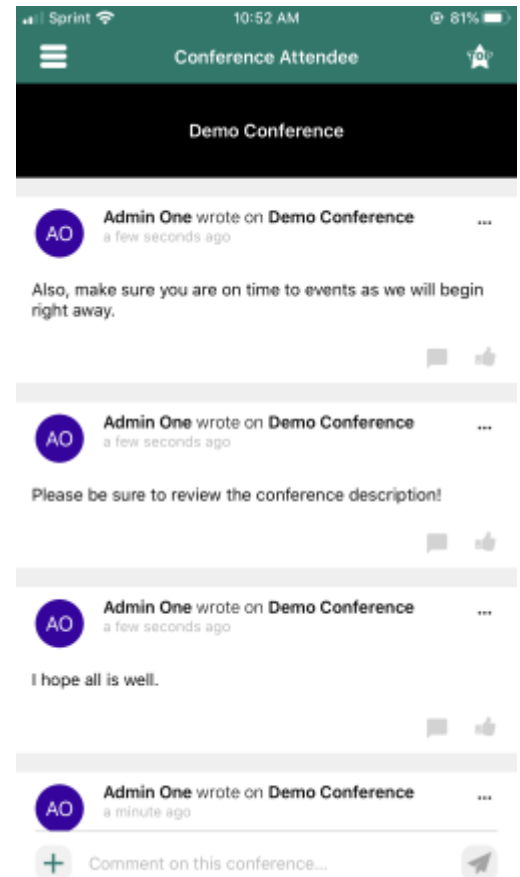 Sprint 10:52 AM 81%
Conference Attendee TOP
Demo Conference
AO Admin One wrote on Demo Conference ...
a few seconds ago
Also, make sure you are on time to events as we will begin
right away.
AO Admin One wrote on Demo Conference ...
a few seconds ago
Please be sure to review the conference description!
AO Admin One wrote on Demo Conference ...
a few seconds ago
I hope all is well.
AO Admin One wrote on Demo Conference ...
a minute ago
+ Comment on this conference...